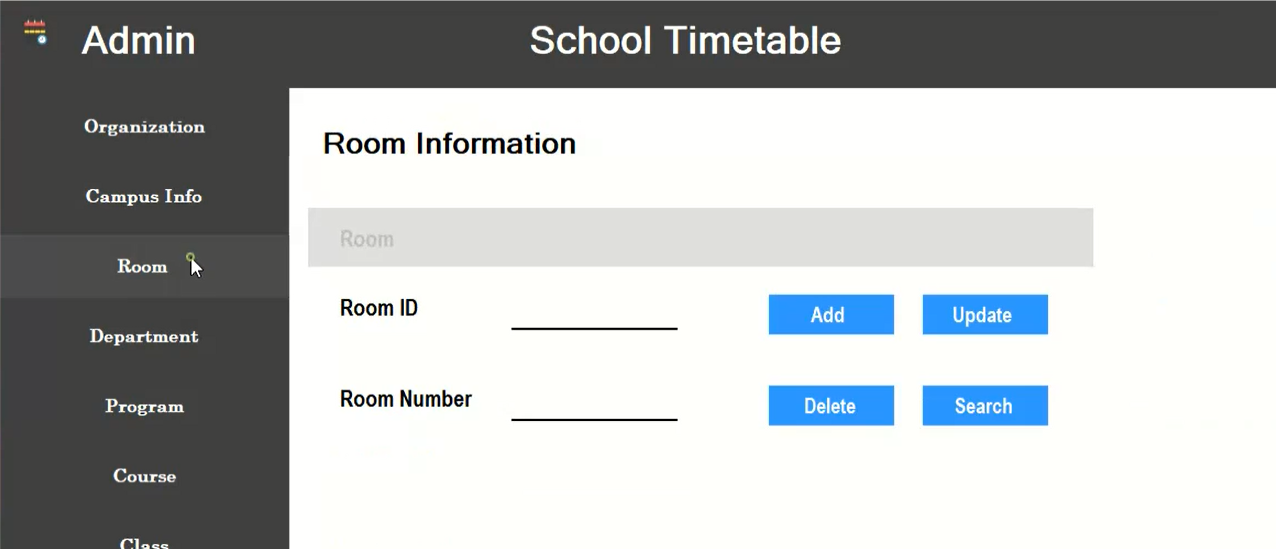 Admin
School Timetable
Organization
Campus Info
Room
Department
Program
Course
Class
Room Information
Room
Room ID
Add
Update
Room Number
Delete
Search